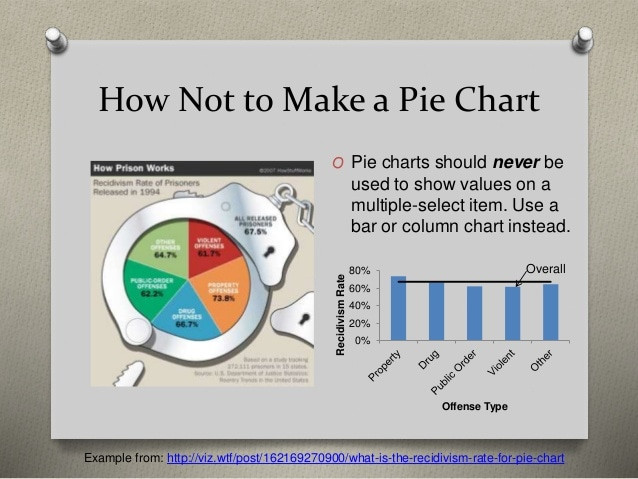 How Not to Make a Pie Chart
How Prison Works
©2007 HowStuffWorks
Recidivism Rate of Prisoners
Released in 1994:
ALL RELEASED
PRISONERS
67.5%
OTHER
OFFENSES
64.7%
VIOLENT
OFFENSES
61.7%
PUBLIC-ORDER
OFFENSES
62.2%
PROPERTY
OFFENSES
73.8%
DRUG
OFFENSES
66.7%
Based on a study tracking
273,111 prisoners in 15 states.
Source: U.S. Department of Justice Statistics:
Reentry Trends in the United States
O Pie charts should never be
used to show values on a
multiple-select item. Use a
bar or column chart instead.
Overall
Recidivism Rate
80%
60%
40%
20%
0%
Property
Drug
Public Order
Violent
Other
Offense Type
Example from: http://viz.wtf/post/162169270900/what-is-the-recidivism-rate-for-pie-chart